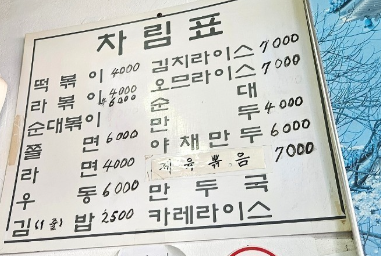 차림표
떡볶이 4000
라볶이 4000
순대볶이 6000
쫄면 6000
라면 4000
우동 6000
김(1줄)밥 2500
김치라이스 7000
오므라이스 7000
순대
만두 4000
야채만두 6000
제육볶음 7000
만두국
카레라이스